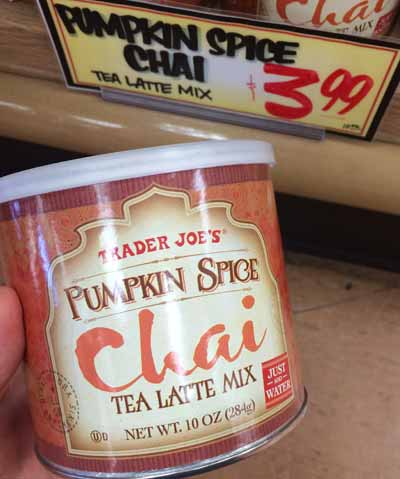 PUMPKIN SPICE
CHAI
TEA LATTE MIX
$3.99
Chai
TRADER JOE'S®
PUMPKIN SPICE
Chai
TEA LATTE MIX
JUST
ADD
WATER
NET WT. 10 OZ (284g)